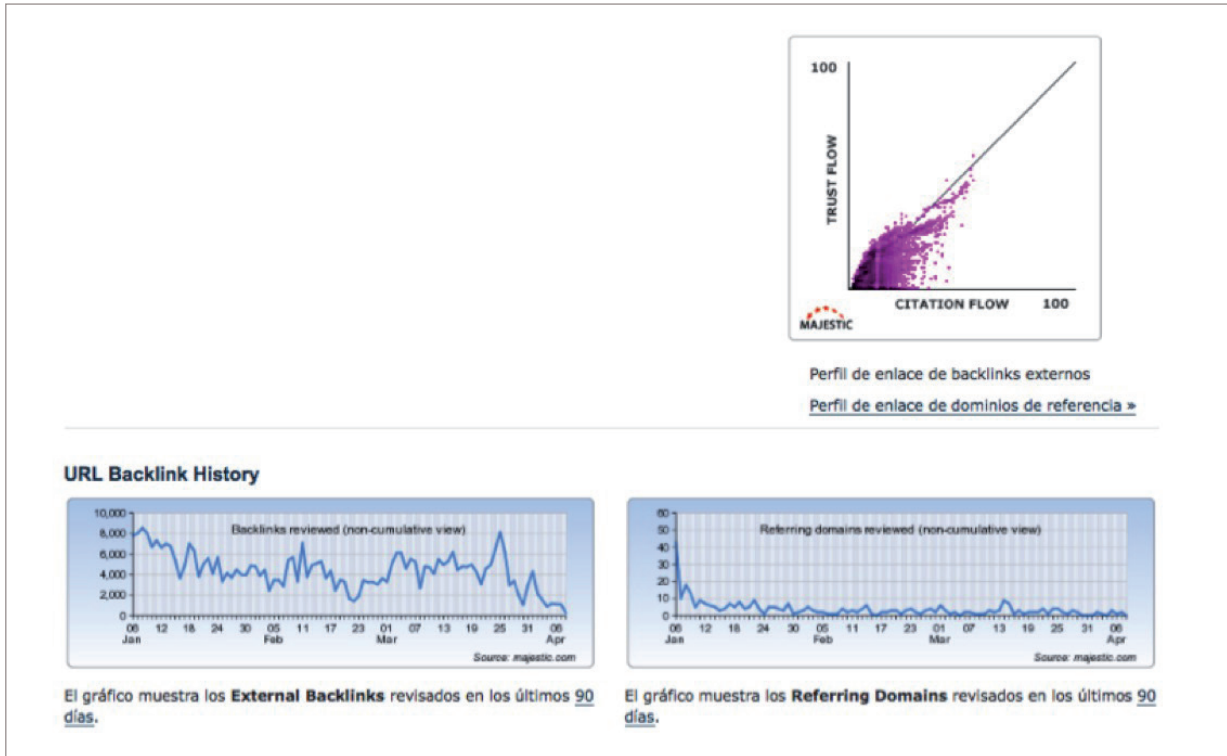 100
TRUST FLOW
CITATION FLOW 100
MAJESTIC
Perfil de enlace de backlinks externos
Perfil de enlace de dominios de referencia »
URL Backlink History
Backlinks reviewed (non-cumulative view)
10,000
8,000
6,000
4,000
2,000
0
06 12 18 24 30 05 11 17 23 01 07 13 19 25 31 06
Jan Feb Mar Apr
Source: majestic.com
Referring domains reviewed (non-cumulative view)
60
50
40
30
20
10
0
06 12 18 24 30 05 11 17 23 01 07 13 19 25 31 06
Jan Feb Mar Apr
Source: majestic.com
El gráfico muestra los External Backlinks revisados en los últimos 90
días.
El gráfico muestra los Referring Domains revisados en los últimos 90
días.